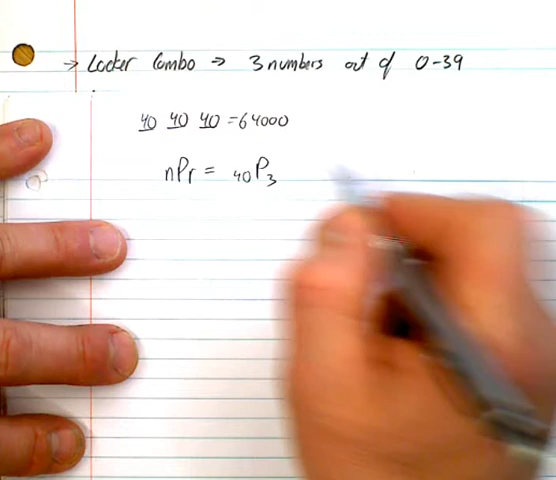 → Locker Combo → 3 numbers out of 0-39
40 40 40 = 64000
nPr = ₄₀P₃